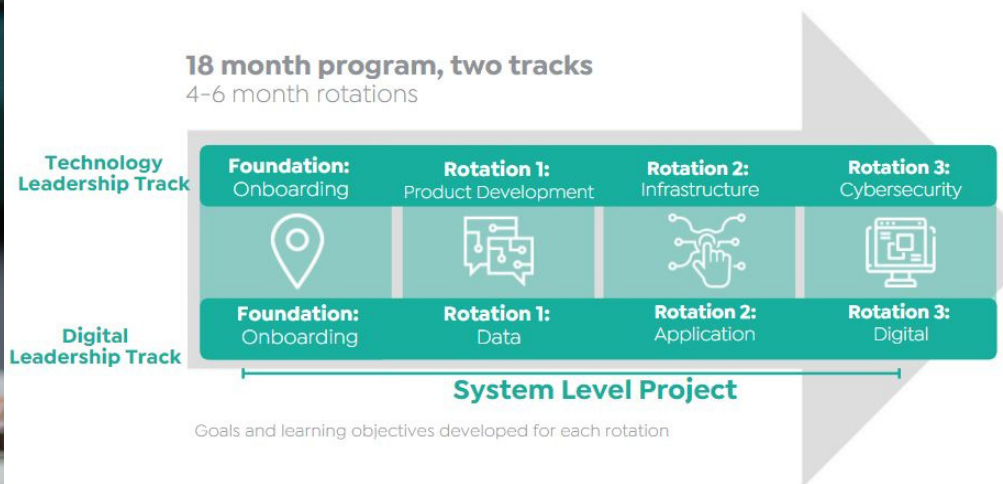 18 month program, two tracks
4-6 month rotations
Technology
Leadership Track
Foundation:
Onboarding
Rotation 1:
Product Development
Rotation 2:
Infrastructure
Rotation 3:
Cybersecurity
Digital
Leadership Track
Foundation:
Onboarding
Rotation 1:
Data
Rotation 2:
Application
Rotation 3:
Digital
System Level Project
Goals and learning objectives developed for each rotation